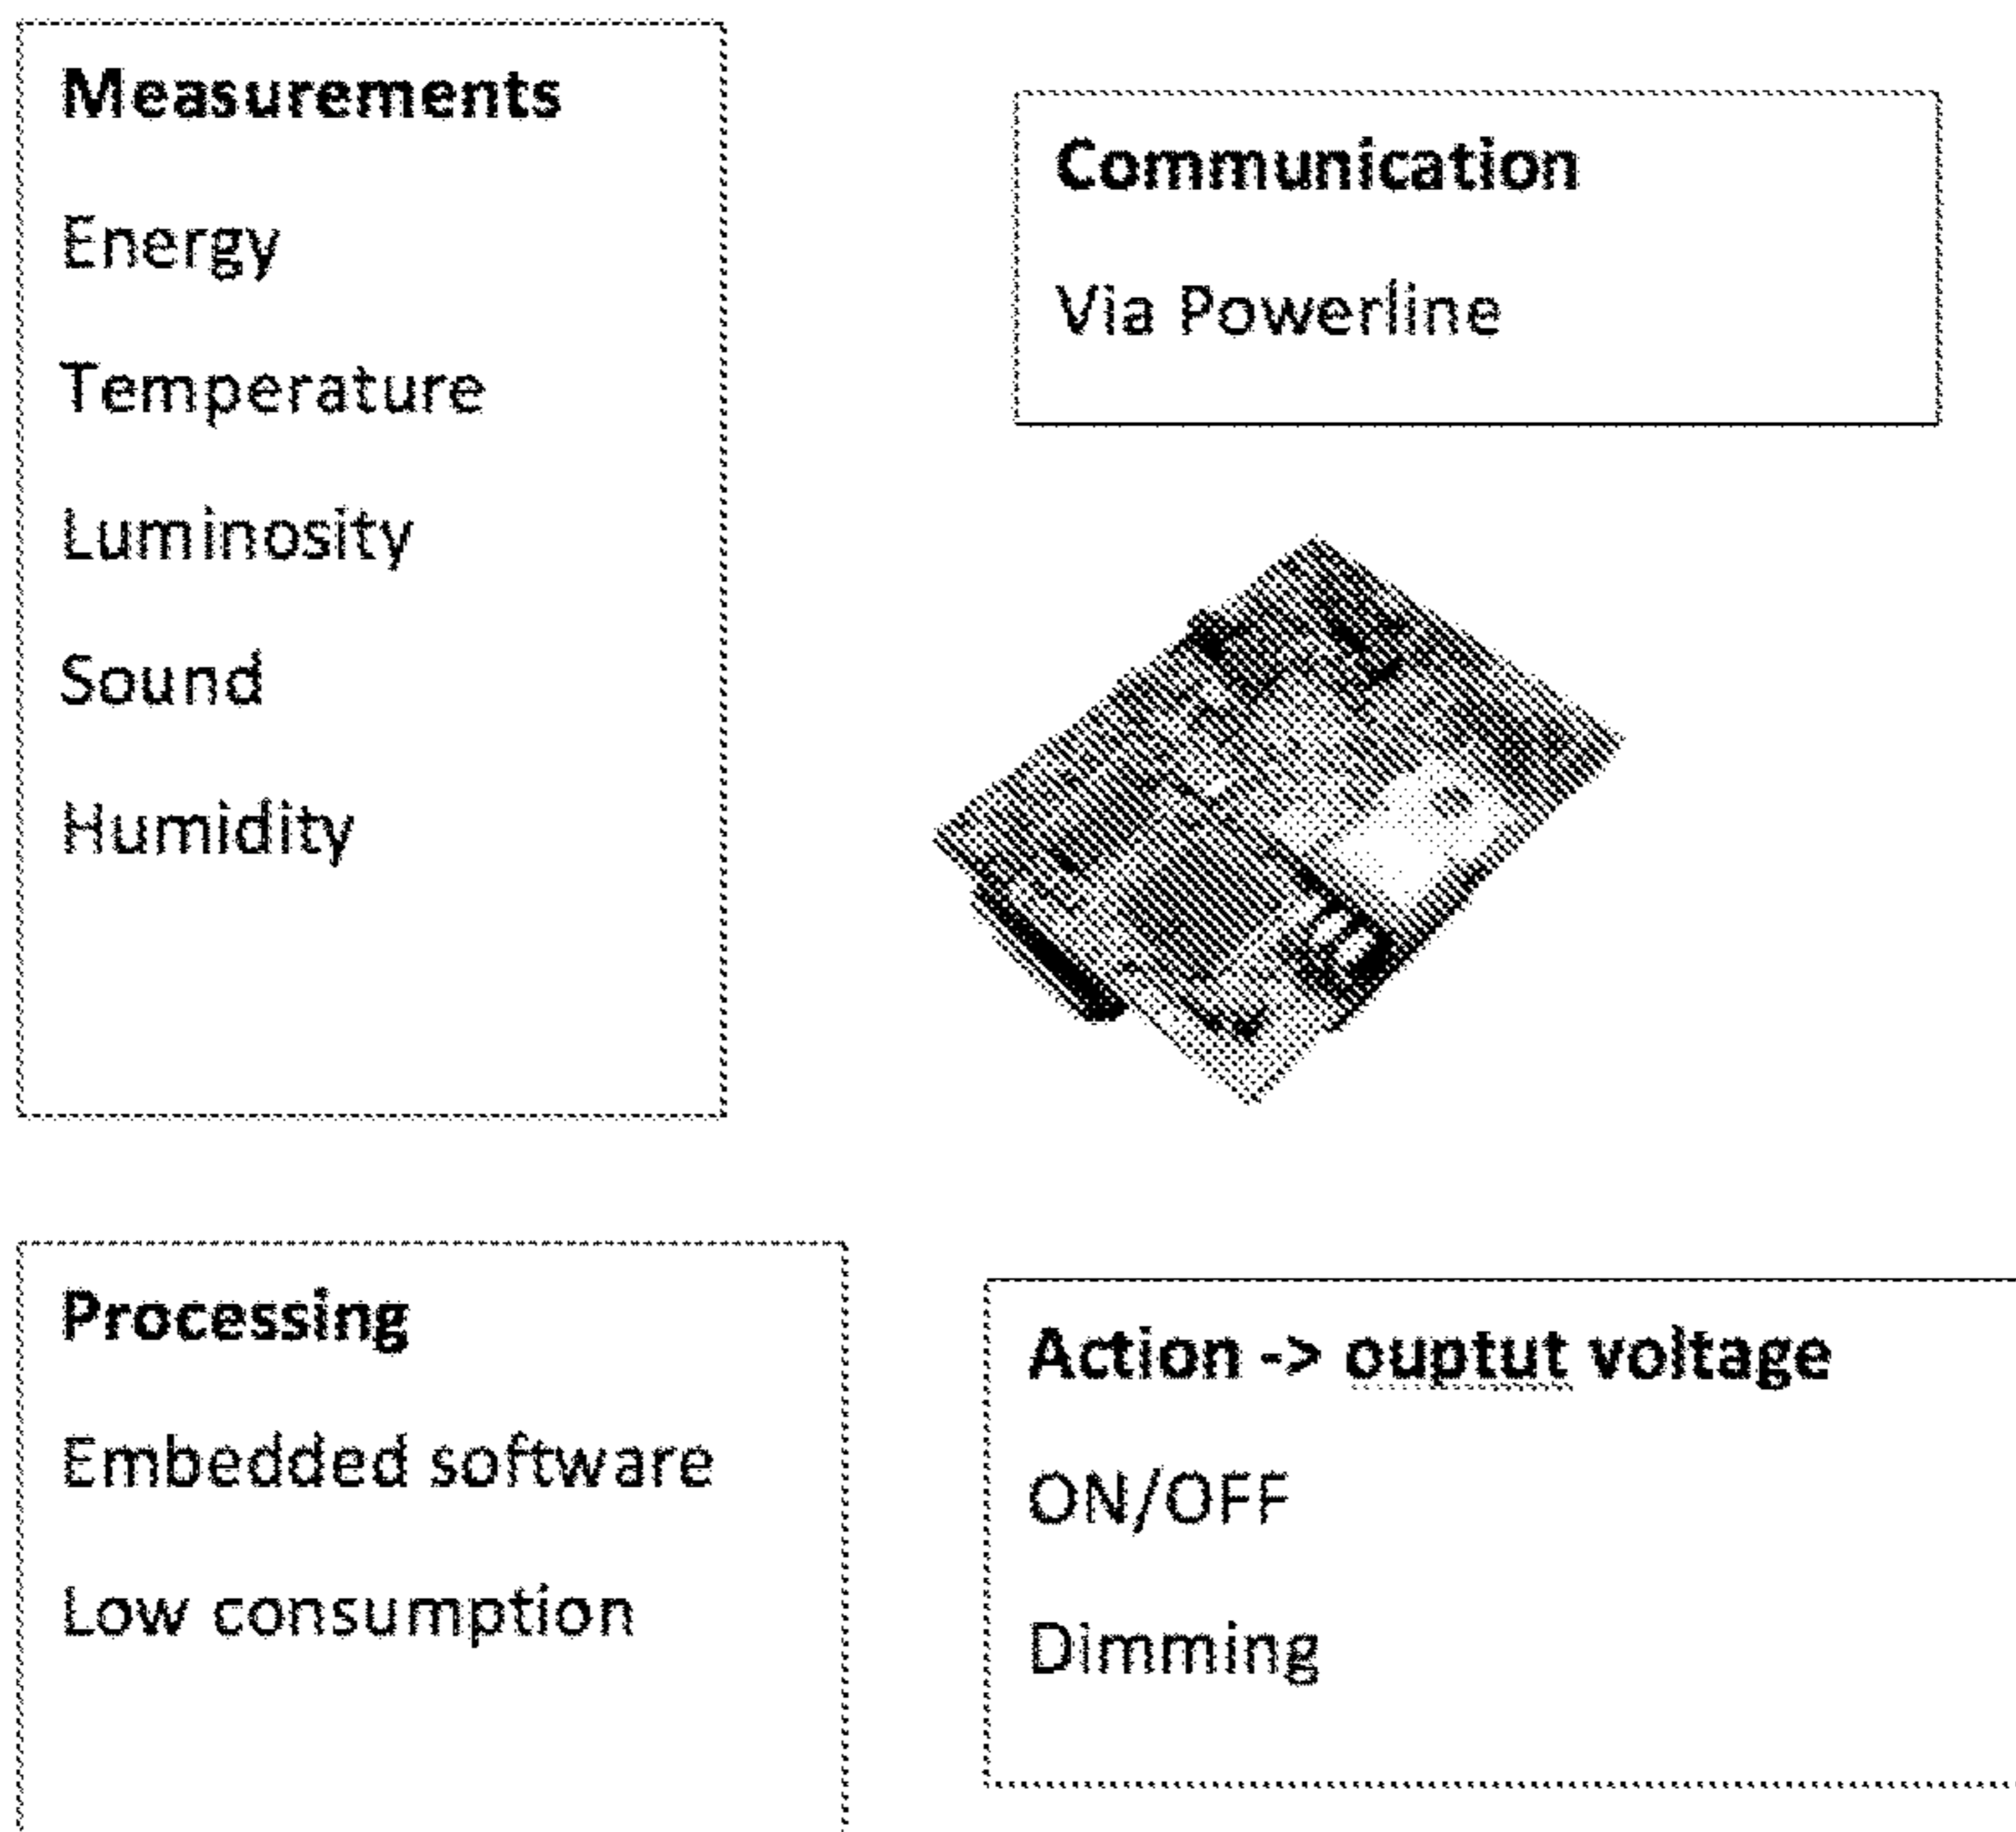 Measurements
Energy
Temperature
Luminosity
Sound
Humidity
Communication
Via Powerline
Processing
Embedded software
Low consumption
Action -> ouptut voltage
ON/OFF
Dimming